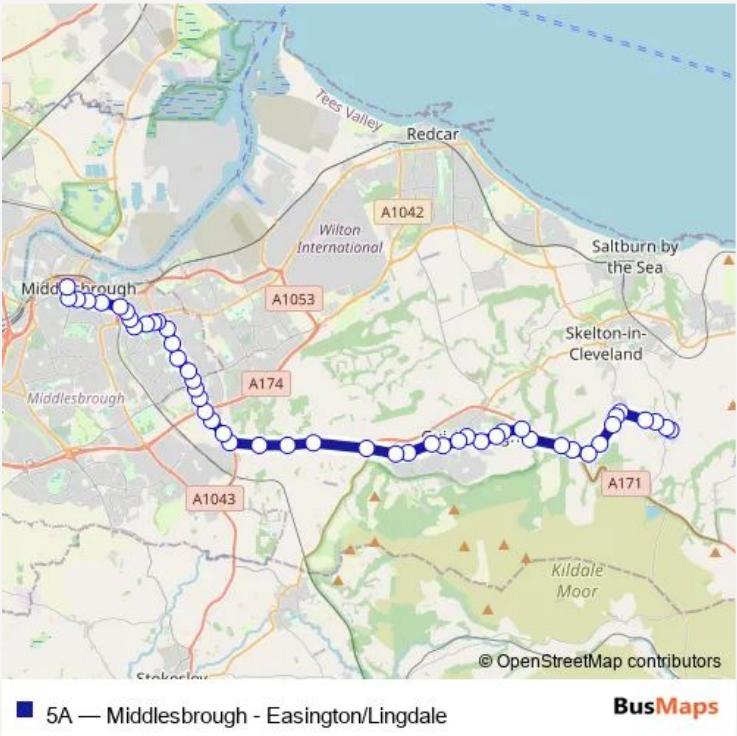 Tees Valley
Redcar
A1042
Wilton
International
Saltburn by
the Sea
Middlesbrough
A1053
Skelton-in-
Cleveland
A174
Middlesbrough
A171
A1043
Kildale
Moor
© OpenStreetMap contributors
Stokesley
5A — Middlesbrough - Easington/Lingdale
BusMaps